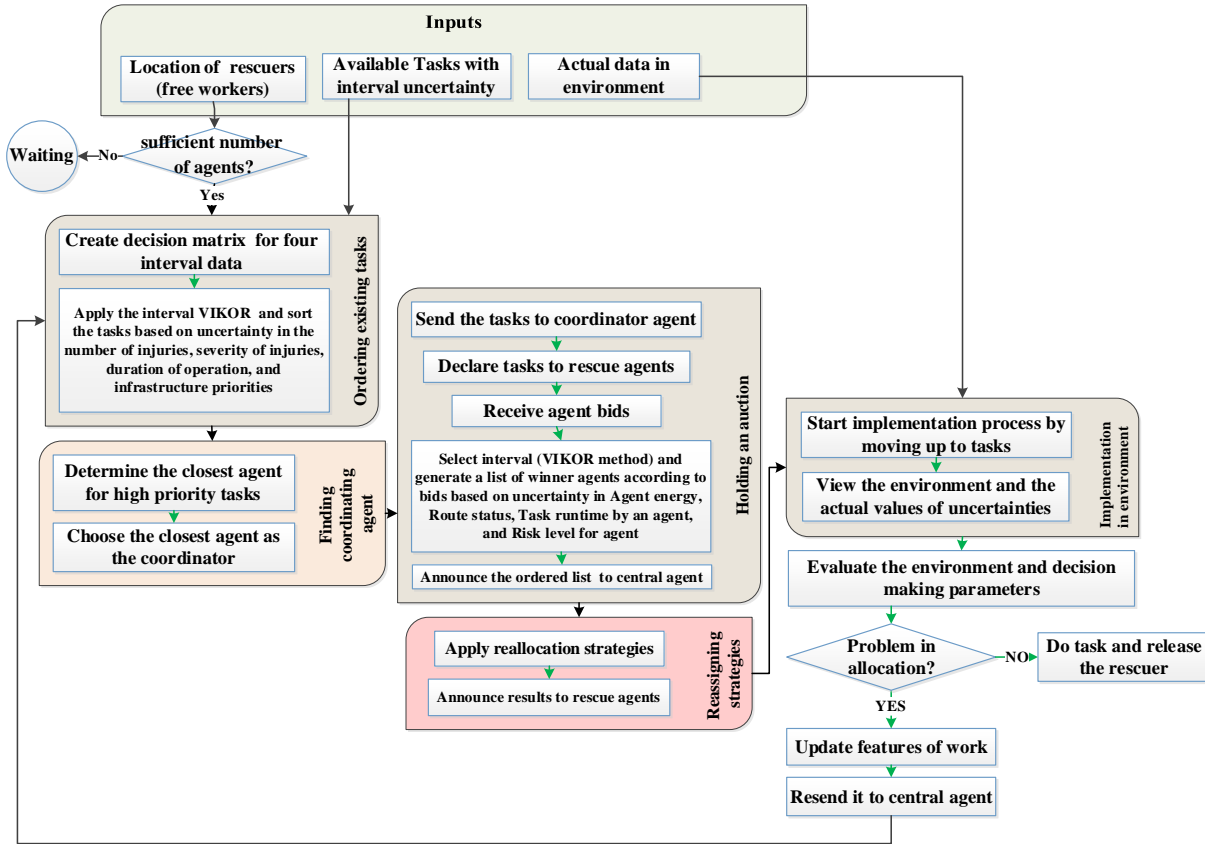 Inputs
Location of rescuers
(free workers)
Available Tasks with
interval uncertainty
Actual data in
environment
sufficient number
of agents?
No
Waiting
Yes
Create decision matrix for four
interval data
Apply the interval VIKOR and sort
the tasks based on uncertainty in the
number of injuries, severity of injuries,
duration of operation, and
infrastructure priorities
Ordering existing tasks
Determine the closest agent
for high priority tasks
Choose the closest agent as
the coordinator
Finding
coordinating
agent
Send the tasks to coordinator agent
Declare tasks to rescue agents
Receive agent bids
Select interval (VIKOR method) and
generate a list of winner agents according to
bids based on uncertainty in Agent energy,
Route status, Task runtime by an agent,
and Risk level for agent
Announce the ordered list to central agent
Holding an auction
Apply reallocation strategies
Announce results to rescue agents
Reassigning
strategies
Start implementation process by
moving up to tasks
View the environment and the
actual values of uncertainties
Implementation
in environment
Evaluate the environment and decision
making parameters
Problem in
allocation?
NO
Do task and release
the rescuer
YES
Update features of work
Resend it to central agent